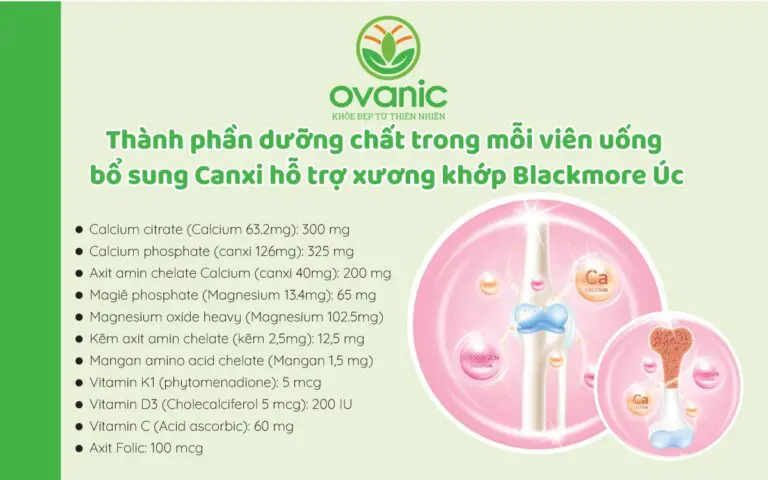 ovanic
KHỎE ĐẸP TỪ THIÊN NHIÊN
Thành phần dưỡng chất trong mỗi viên uống
bổ sung Canxi hỗ trợ xương khớp Blackmore Úc
Calcium citrate (Calcium 63.2mg): 300 mg
Calcium phosphate (canxi 126mg): 325 mg
Axit amin chelate Calcium (canxi 40mg): 200 mg
Magiê phosphate (Magnesium 13.4mg): 65 mg
Magnesium oxide heavy (Magnesium 102.5mg)
Kẽm axit amin chelate (kẽm 2,5mg): 12,5 mg
Mangan amino acid chelate (Mangan 1,5 mg)
Vitamin K1 (phytomenadione): 5 mcg
Vitamin D3 (Cholecalciferol 5 mcg): 200 IU
Vitamin C (Acid ascorbic): 60 mg
Axit Folic: 100 mcg
Ca
CALCIUM
Ca
CALCIUM